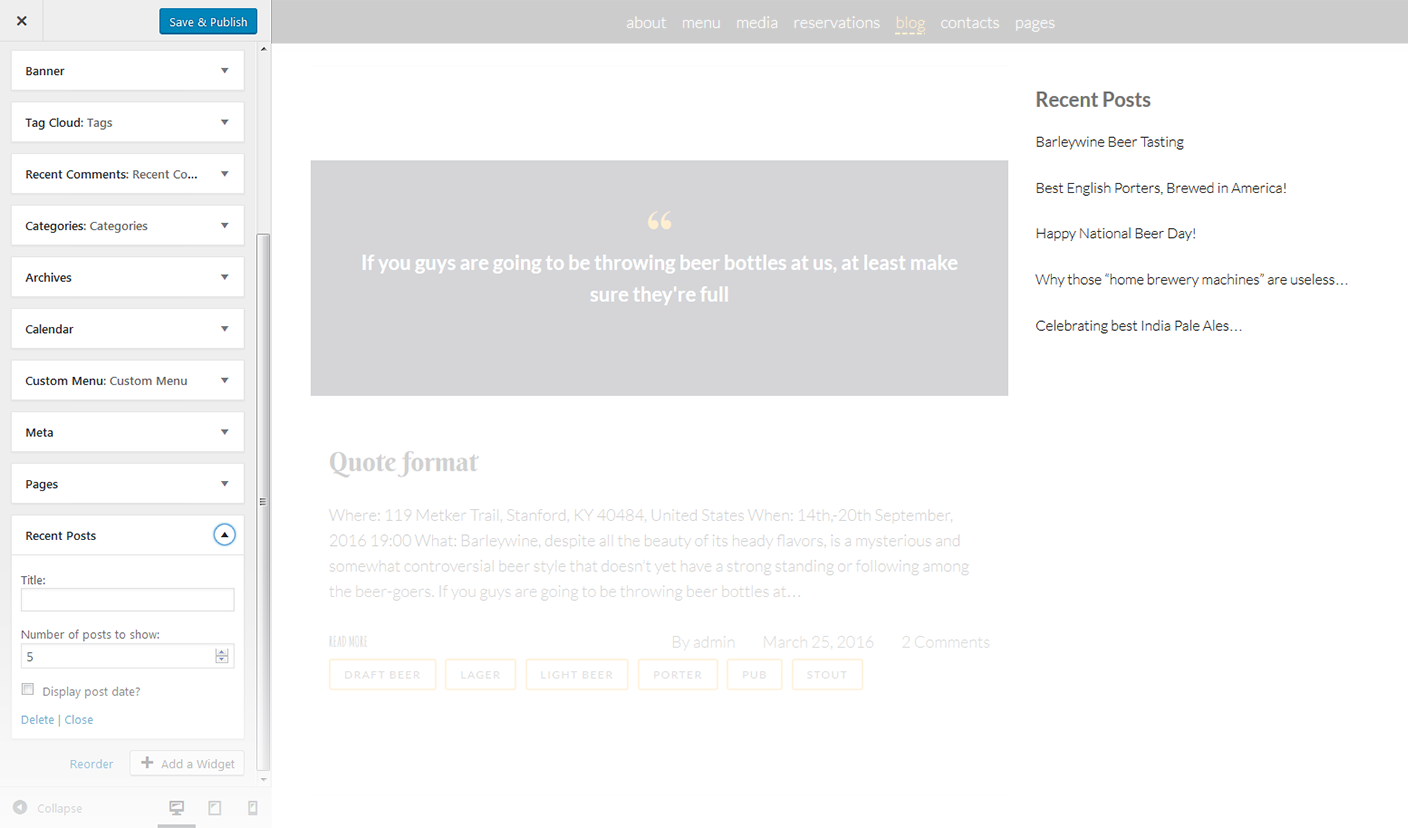 Save & Publish
Banner
Tag Cloud: Tags
Recent Comments: Recent Co...
Categories: Categories
Archives
Calendar
Custom Menu: Custom Menu
Meta
Pages
Recent Posts
Title:
Number of posts to show:
5
Display post date?
Delete | Close
Reorder
Add a Widget
Collapse
about menu media reservations blog contacts pages
“
If you guys are going to be throwing beer bottles at us, at least make
sure they're full
Quote format
Where: 119 Metker Trail, Stanford, KY 40484, United States When: 14th,-20th September,
2016 19:00 What: Barleywine, despite all the beauty of its heady flavors, is a mysterious and
somewhat controversial beer style that doesn’t yet have a strong standing or following among
the beer-goers. If you guys are going to be throwing beer bottles at…
READ MORE By admin March 25, 2016 2 Comments
DRAFT BEER LAGER LIGHT BEER PORTER PUB STOUT
Recent Posts
Barleywine Beer Tasting
Best English Porters, Brewed in America!
Happy National Beer Day!
Why those “home brewery machines” are useless…
Celebrating best India Pale Ales…